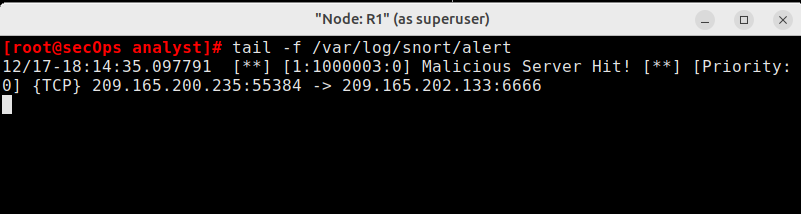 "Node: R1" (as superuser)
[root@secOps analyst]# tail -f /var/log/snort/alert
12/17-18:14:35.097791  [**] [1:1000003:0] Malicious Server Hit! [**] [Priority:
0] {TCP} 209.165.200.235:55384 -> 209.165.202.133:6666